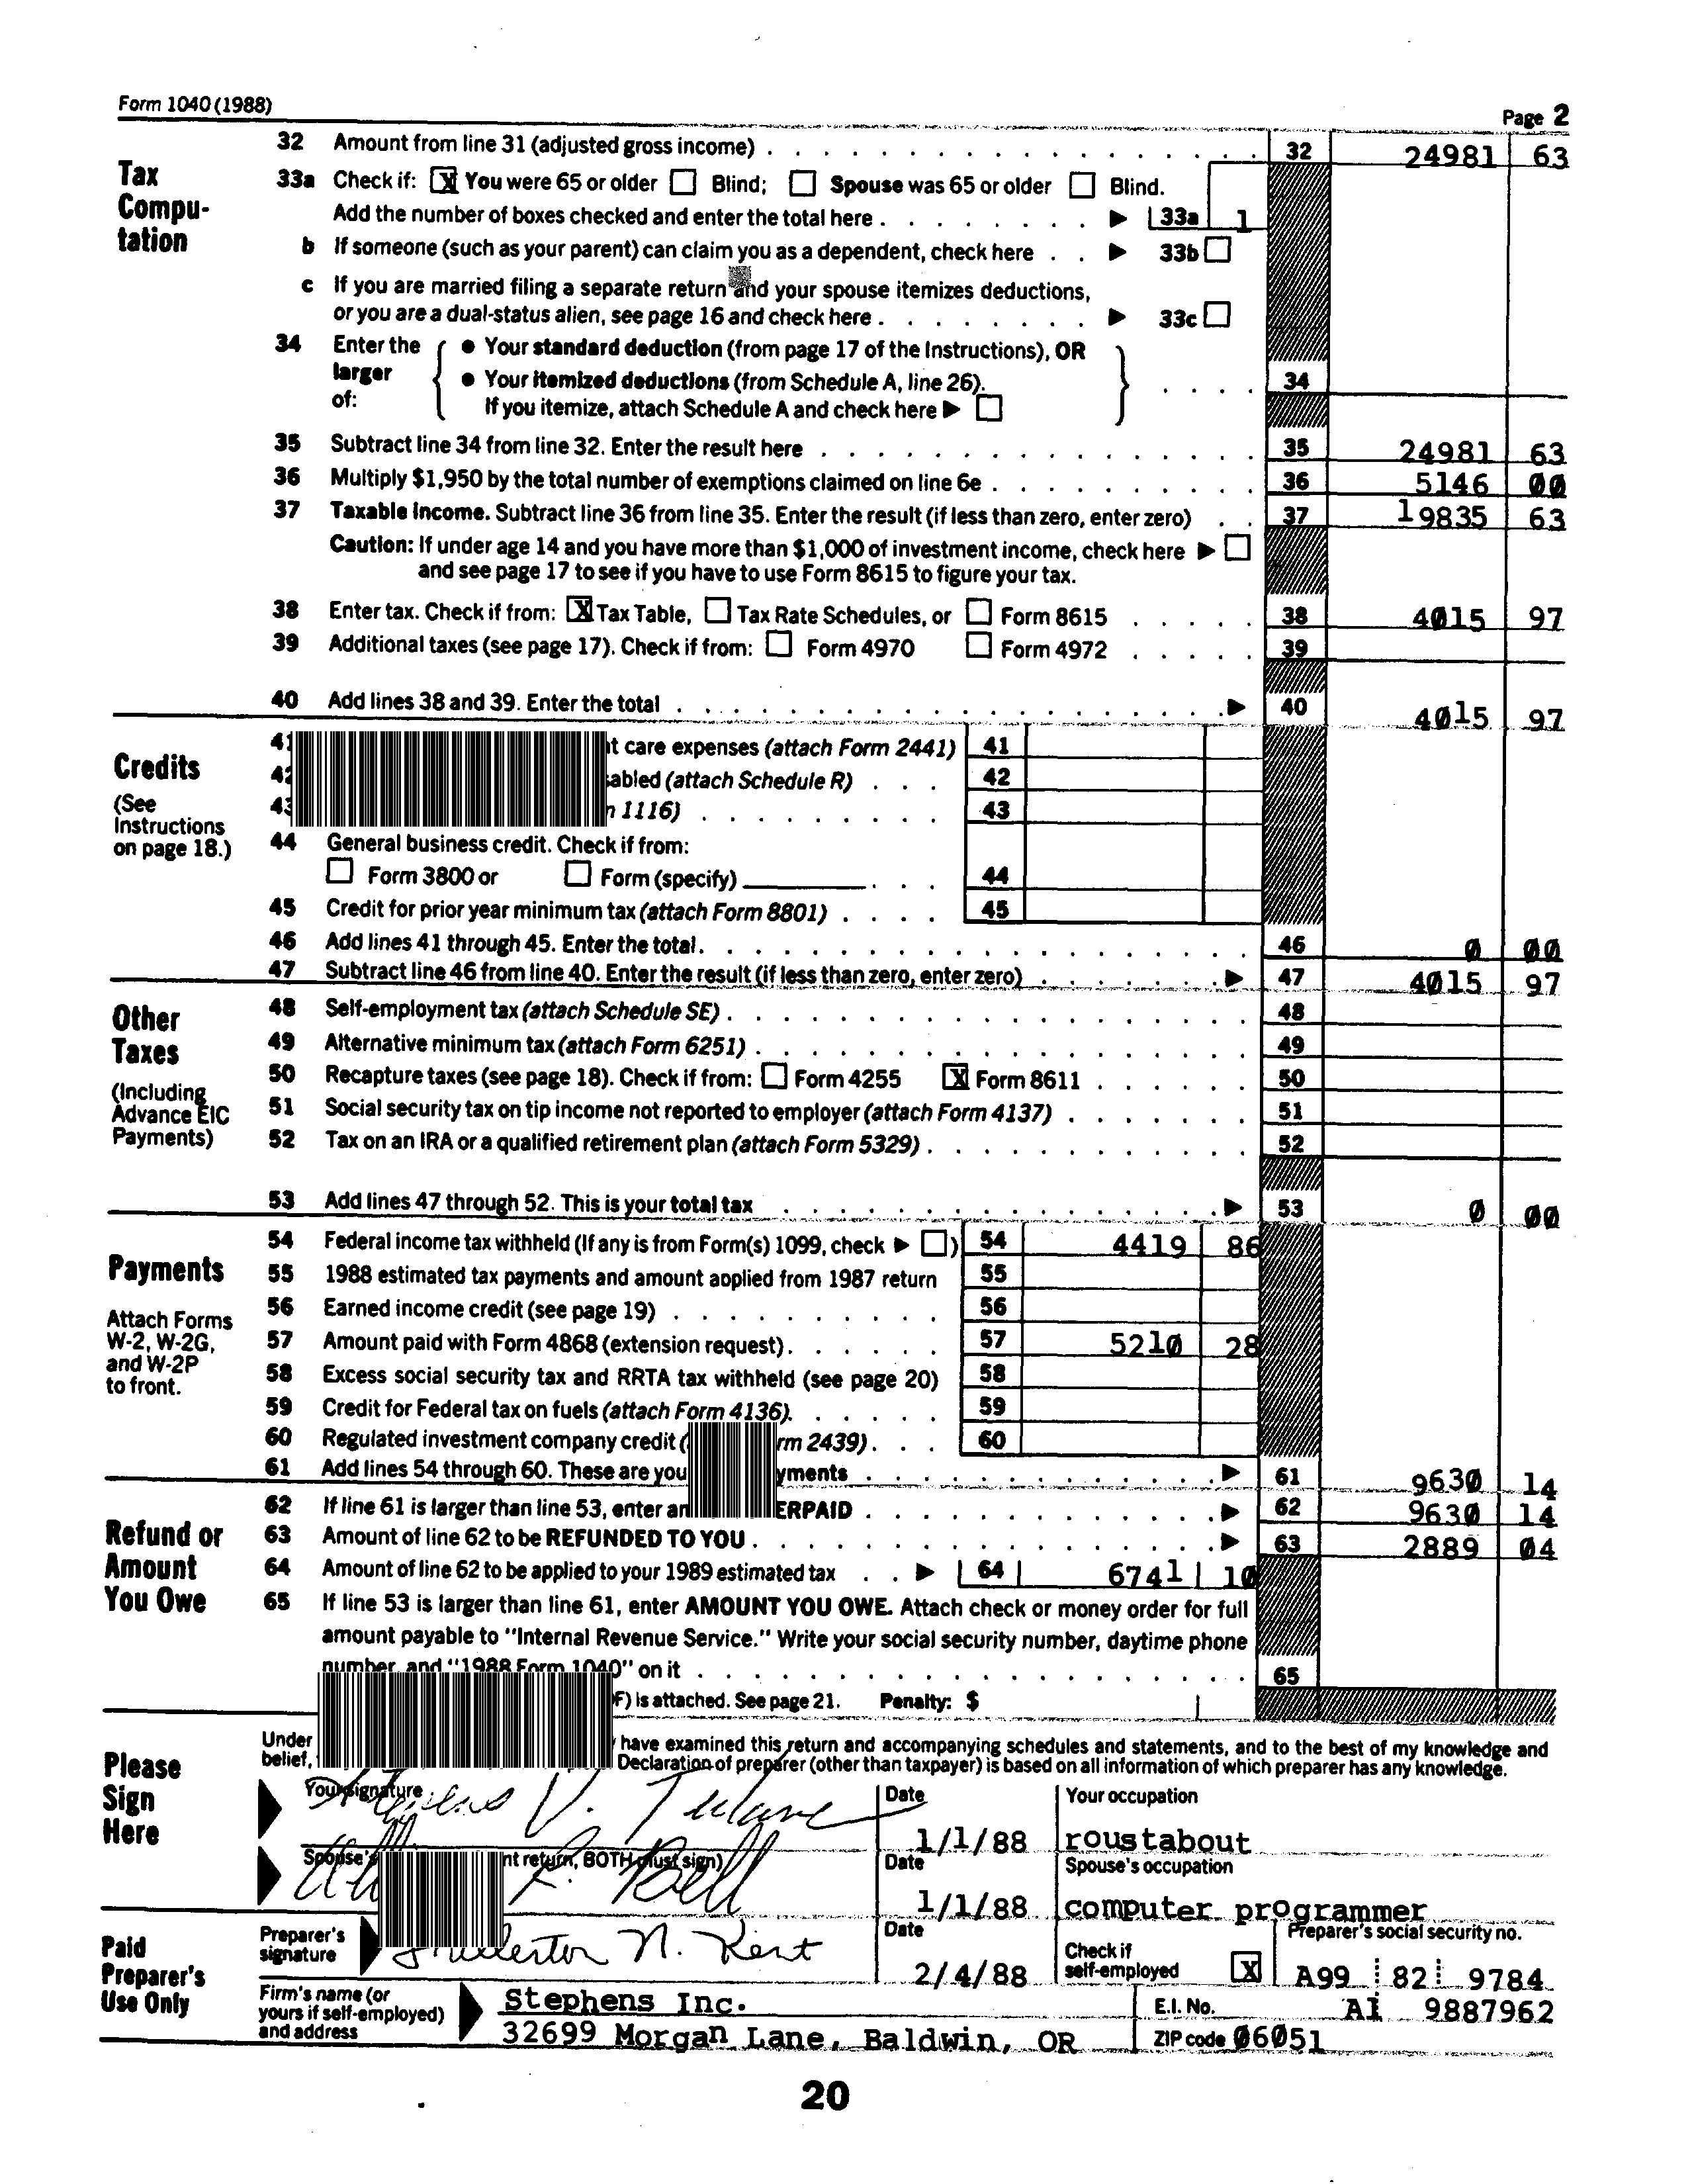 Form 1040 (1988) Page 2
Tax Compu- tation
32 Amount from line 31 (adjusted gross income) 32 24981 63
33a Check if: X You were 65 or older Blind; Spouse was 65 or older Blind.
Add the number of boxes checked and enter the total here 33a 1
b If someone (such as your parent) can claim you as a dependent, check here 33b
c If you are married filing a separate return and your spouse itemizes deductions,
or you are a dual-status alien, see page 16 and check here 33c
34 Enter the larger of: • Your standard deduction (from page 17 of the Instructions), OR
• Your itemized deductions (from Schedule A, line 26). 34
If you itemize, attach Schedule A and check here
35 Subtract line 34 from line 32. Enter the result here 35 24981 63
36 Multiply $1,950 by the total number of exemptions claimed on line 6e 36 5146 00
37 Taxable income. Subtract line 36 from line 35. Enter the result (if less than zero, enter zero) 37 19835 63
Caution: If under age 14 and you have more than $1,000 of investment income, check here
and see page 17 to see if you have to use Form 8615 to figure your tax.
38 Enter tax. Check if from: X Tax Table, Tax Rate Schedules, or Form 8615 38 4015 97
39 Additional taxes (see page 17). Check if from: Form 4970 Form 4972 39
40 Add lines 38 and 39. Enter the total 40 4015 97
Credits
(See Instructions on page 18.)
41 t care expenses (attach Form 2441) 41
42 abled (attach Schedule R) 42
43 1116) 43
44 General business credit. Check if from:
Form 3800 or Form (specify) 44
45 Credit for prior year minimum tax (attach Form 8801) 45
46 Add lines 41 through 45. Enter the total 46 0 00
47 Subtract line 46 from line 40. Enter the result (if less than zero, enter zero) 47 4015 97
Other Taxes
(Including Advance EIC Payments)
48 Self-employment tax (attach Schedule SE) 48
49 Alternative minimum tax (attach Form 6251) 49
50 Recapture taxes (see page 18). Check if from: Form 4255 X Form 8611 50
51 Social security tax on tip income not reported to employer (attach Form 4137) 51
52 Tax on an IRA or a qualified retirement plan (attach Form 5329) 52
53 Add lines 47 through 52. This is your total tax 53 0 00
Payments
Attach Forms W-2, W-2G, and W-2P to front.
54 Federal income tax withheld (If any is from Form(s) 1099, check ) 54 4419 86
55 1988 estimated tax payments and amount applied from 1987 return 55
56 Earned income credit (see page 19) 56
57 Amount paid with Form 4868 (extension request) 57 5210 28
58 Excess social security tax and RRTA tax withheld (see page 20) 58
59 Credit for Federal tax on fuels (attach Form 4136) 59
60 Regulated investment company credit ( rm 2439) 60
61 Add lines 54 through 60. These are you yments 61 9630 14
Refund or Amount You Owe
62 If line 61 is larger than line 53, enter am ERPAID 62 9630 14
63 Amount of line 62 to be REFUNDED TO YOU 63 2889 04
64 Amount of line 62 to be applied to your 1989 estimated tax 64 6741 10
65 If line 53 is larger than line 61, enter AMOUNT YOU OWE. Attach check or money order for full
amount payable to "Internal Revenue Service." Write your social security number, daytime phone
number, and "1988 Form 1040" on it 65
F) is attached. See page 21. Penalty: $
Please Sign Here
Under have examined this return and accompanying schedules and statements, and to the best of my knowledge and
belief, Declaration of preparer (other than taxpayer) is based on all information of which preparer has any knowledge.
Your signature Date Your occupation
V. Tulane 1/1/88 roustabout
Spouse's nt return, BOTH must sign) Date Spouse's occupation
Bell 1/1/88 computer programmer
Paid Preparer's Use Only
Preparer's signature Fullerton N. Kent Date 2/4/88 Check if self-employed X Preparer's social security no. A99 82 9784
Firm's name (or yours if self-employed) and address Stephens Inc. E.I. No. A1 9887962
32699 Morgan Lane, Baldwin, OR ZIP code 06051
20